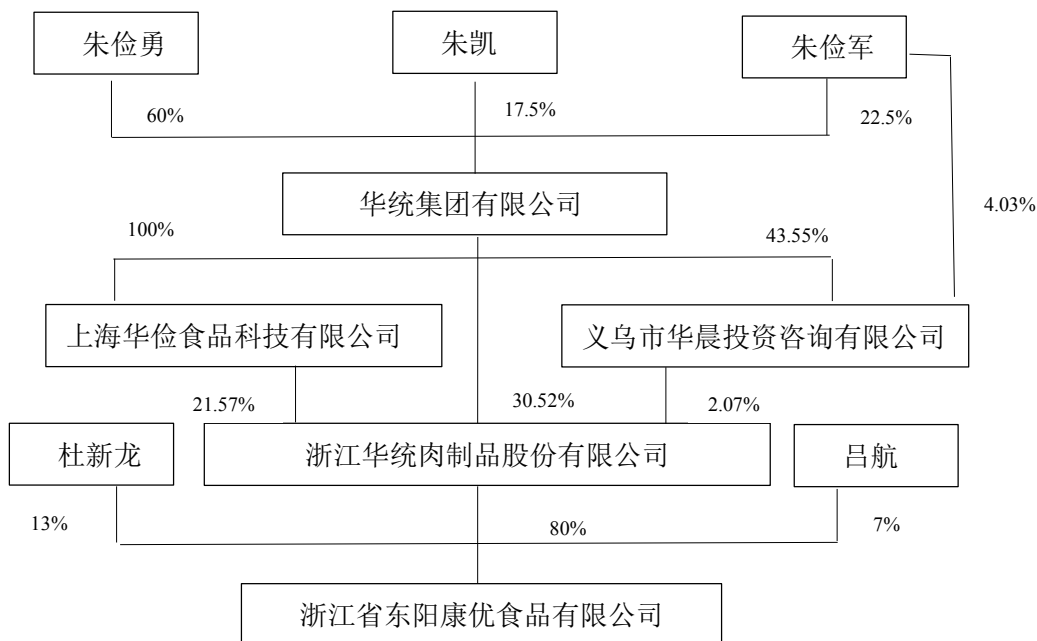 朱俭勇
朱凯
朱俭军
60%
17.5%
22.5%
华统集团有限公司
4.03%
100%
43.55%
上海华俭食品科技有限公司
义乌市华晨投资咨询有限公司
21.57%
30.52%
2.07%
杜新龙
浙江华统肉制品股份有限公司
吕航
13%
80%
7%
浙江省东阳康优食品有限公司